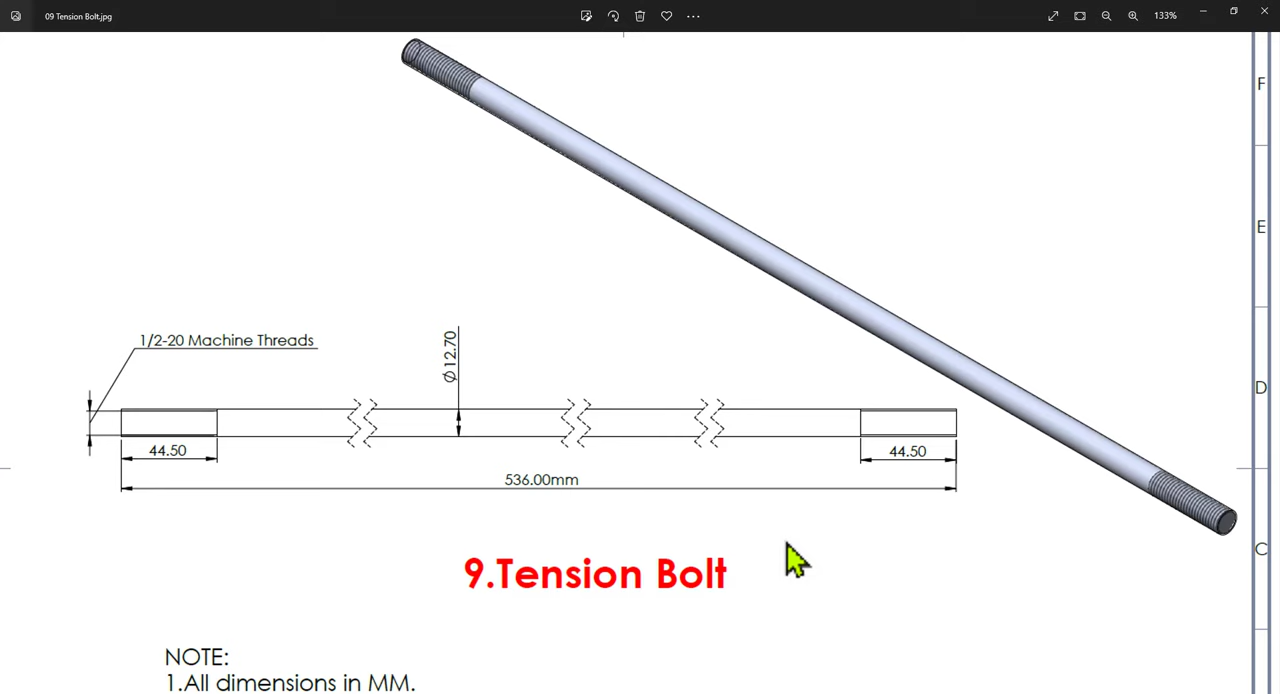 09 Tension Bolt.jpg
133%
F
E
1/2-20 Machine Threads
Ø 12.70
D
44.50
44.50
536.00mm
C
9.Tension Bolt
NOTE:
1.All dimensions in MM.